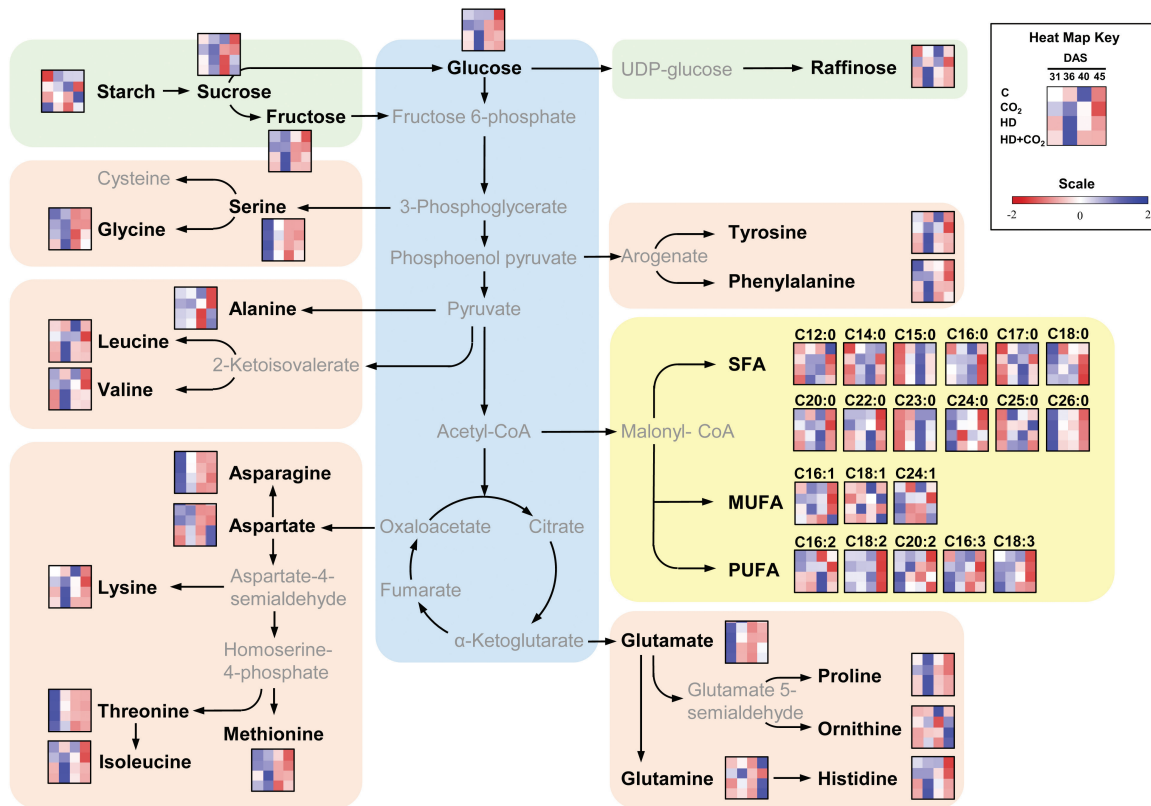 Heat Map Key
DAS
31 36 40 45
C
CO₂
HD
HD+CO₂
Scale
-2 0 2
Starch
Sucrose
Fructose
Glucose
UDP-glucose
Raffinose
Fructose 6-phosphate
Cysteine
Serine
Glycine
3-Phosphoglycerate
Phosphoenol pyruvate
Arogenate
Tyrosine
Phenylalanine
Alanine
Leucine
Valine
2-Ketoisovalerate
Pyruvate
Acetyl-CoA
Malonyl- CoA
SFA
C12:0 C14:0 C15:0 C16:0 C17:0 C18:0
C20:0 C22:0 C23:0 C24:0 C25:0 C26:0
MUFA
C16:1 C18:1 C24:1
PUFA
C16:2 C18:2 C20:2 C16:3 C18:3
Asparagine
Aspartate
Oxaloacetate
Citrate
Fumarate
α-Ketoglutarate
Lysine
Aspartate-4-
semialdehyde
Homoserine-
4-phosphate
Threonine
Isoleucine
Methionine
Glutamate
Glutamate 5-
semialdehyde
Proline
Ornithine
Glutamine
Histidine